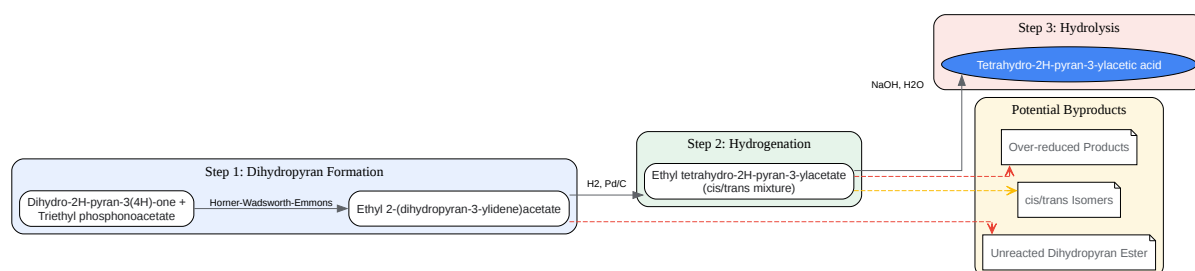 Step 3: Hydrolysis
Tetrahydro-2H-pyran-3-ylacetic acid
NaOH, H2O
Potential Byproducts
Over-reduced Products
cis/trans Isomers
Unreacted Dihydropyran Ester
Step 2: Hydrogenation
Ethyl tetrahydro-2H-pyran-3-ylacetate
(cis/trans mixture)
H2, Pd/C
Step 1: Dihydropyran Formation
Dihydro-2H-pyran-3(4H)-one +
Triethyl phosphonoacetate
Horner-Wadsworth-Emmons
Ethyl 2-(dihydropyran-3-ylidene)acetate